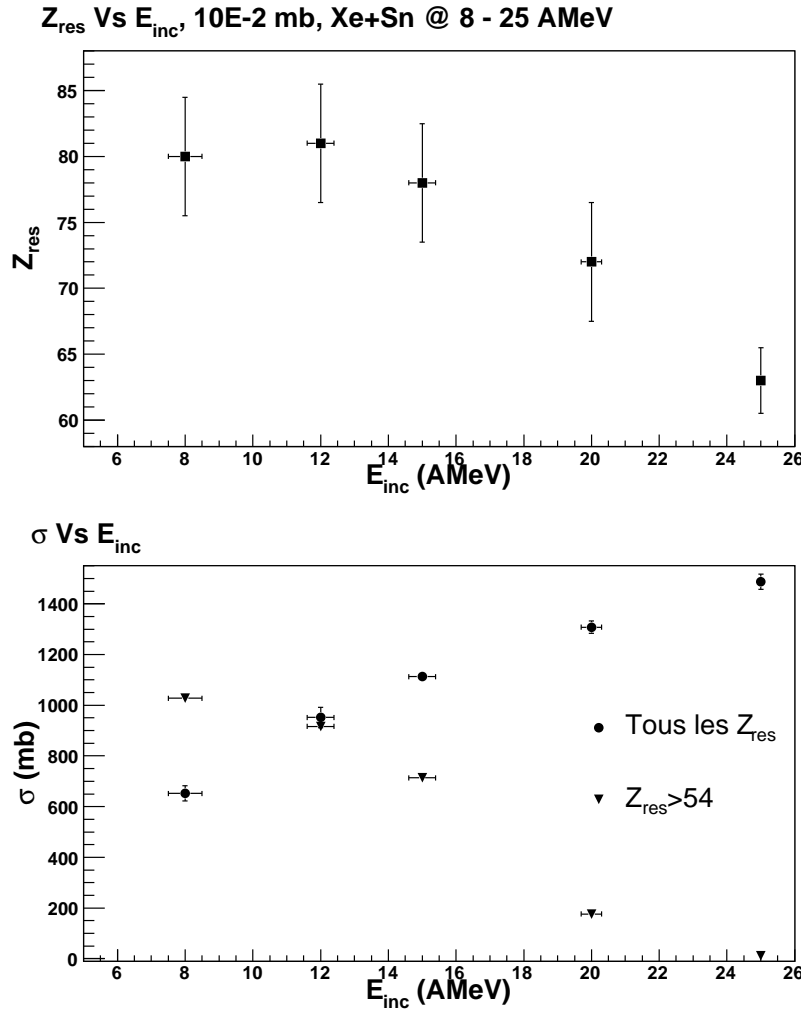 Z_res Vs E_inc, 10E-2 mb, Xe+Sn @ 8 - 25 AMeV
85
80
75
70
65
60
Z_res
6 8 10 12 14 16 18 20 22 24 26
E_inc (AMeV)
σ Vs E_inc
1400
1200
1000
800
600
400
200
0
σ (mb)
Tous les Z_res
Z_res>54
6 8 10 12 14 16 18 20 22 24 26
E_inc (AMeV)